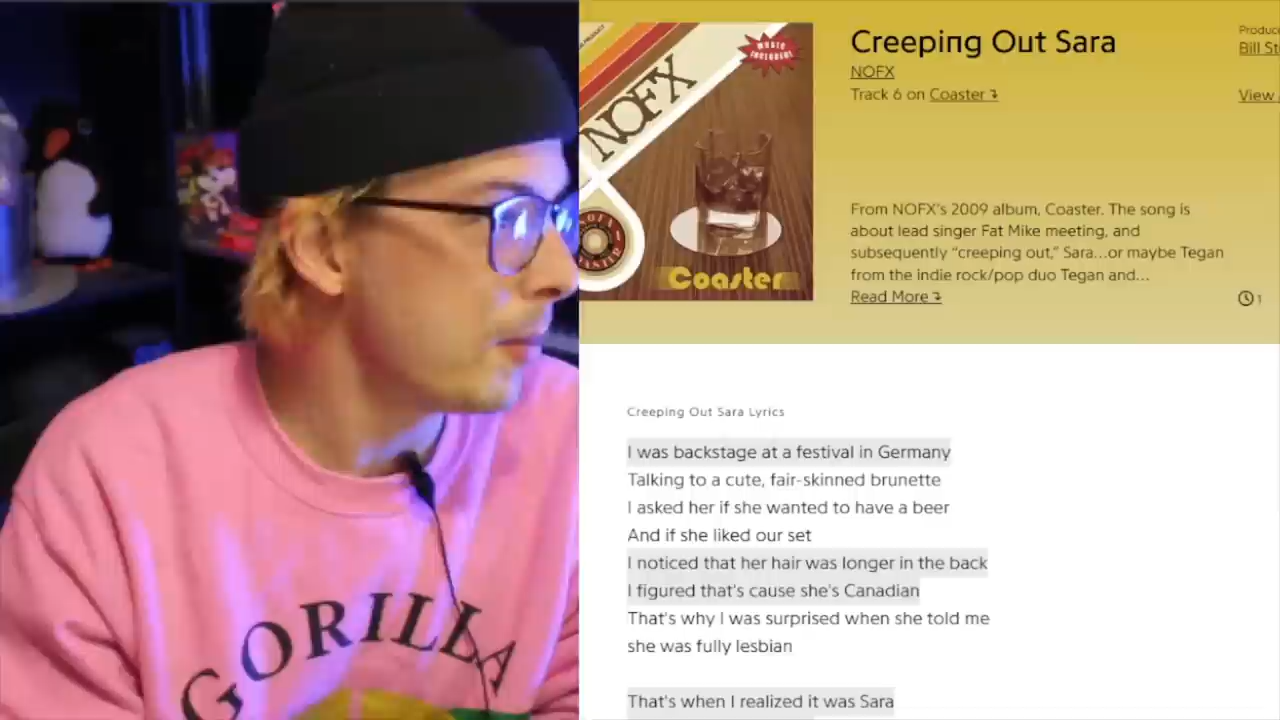 GORILLA
NOFX
MUSIC
INCLUDED!
Coaster
Creeping Out Sara
NOFX
Track 6 on Coaster
Bill
View
From NOFX's 2009 album, Coaster. The song is
about lead singer Fat Mike meeting, and
subsequently “creeping out,” Sara...or maybe Tegan
from the indie rock/pop duo Tegan and...
Read More
1
Creeping Out Sara Lyrics
I was backstage at a festival in Germany
Talking to a cute, fair-skinned brunette
I asked her if she wanted to have a beer
And if she liked our set
I noticed that her hair was longer in the back
I figured that's cause she's Canadian
That's why I was surprised when she told me
she was fully lesbian
That's when I realized it was Sara